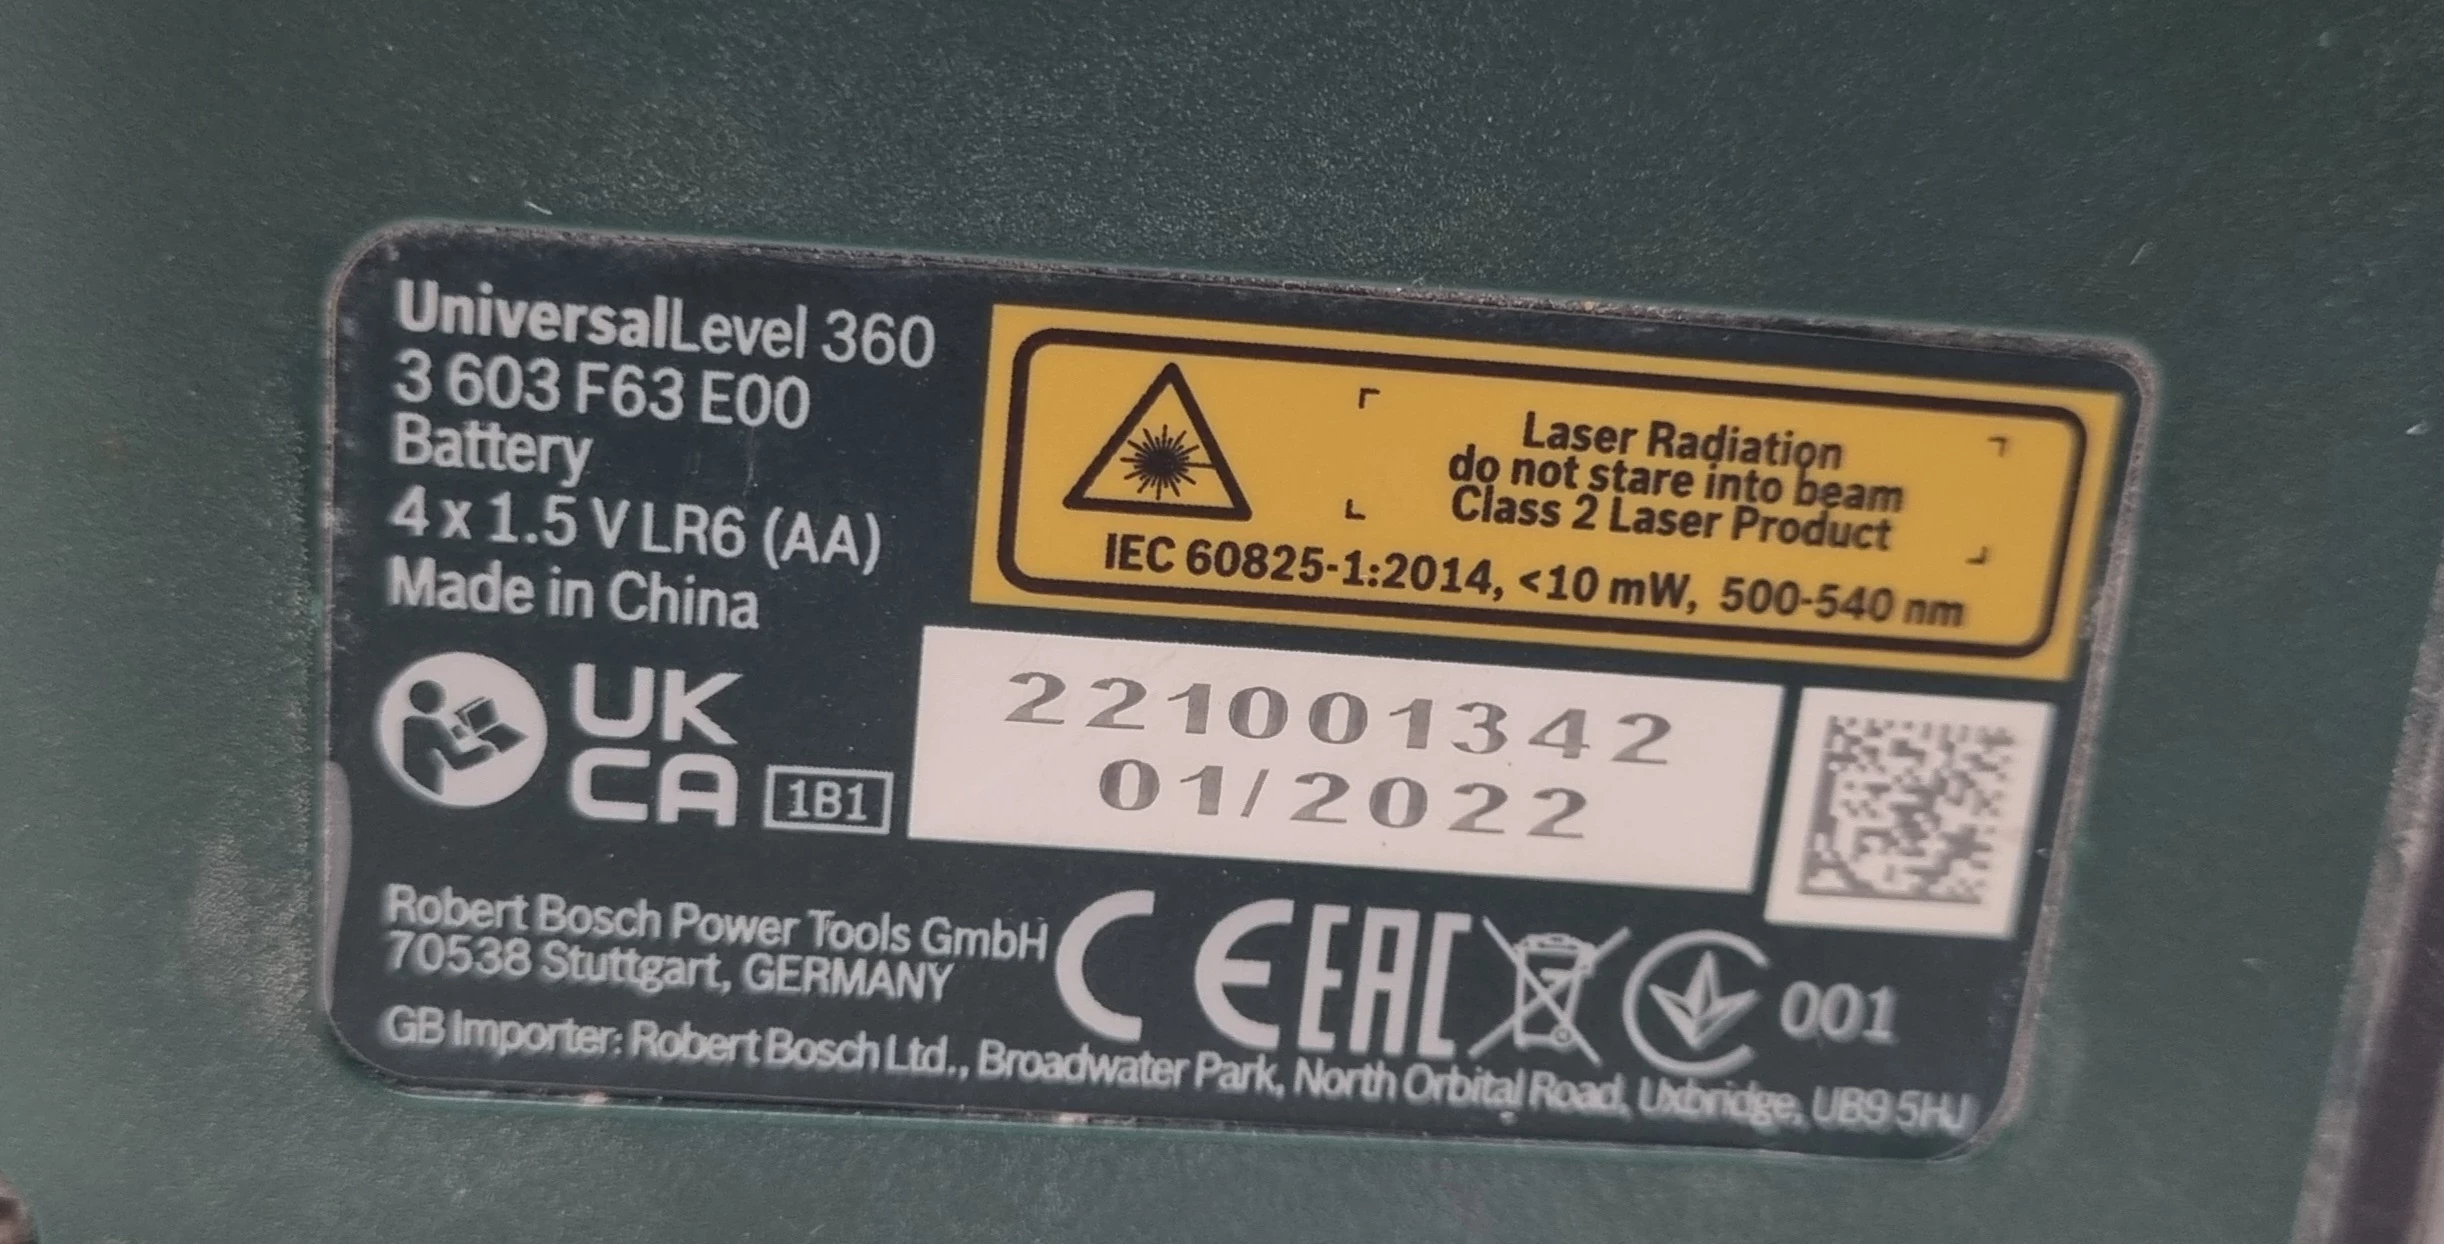 UniversalLevel 360
3 603 F63 E00
Battery
4 x 1.5 V LR6 (AA)
Made in China
Laser Radiation
do not stare into beam
Class 2 Laser Product
IEC 60825-1:2014, <10 mW, 500-540 nm
UK
CA
1B1
221001342
01/2022
Robert Bosch Power Tools GmbH
70538 Stuttgart, GERMANY
CE EAC 001
GB Importer: Robert Bosch Ltd., Broadwater Park, North Orbital Road, Uxbridge, UB9 5HJ